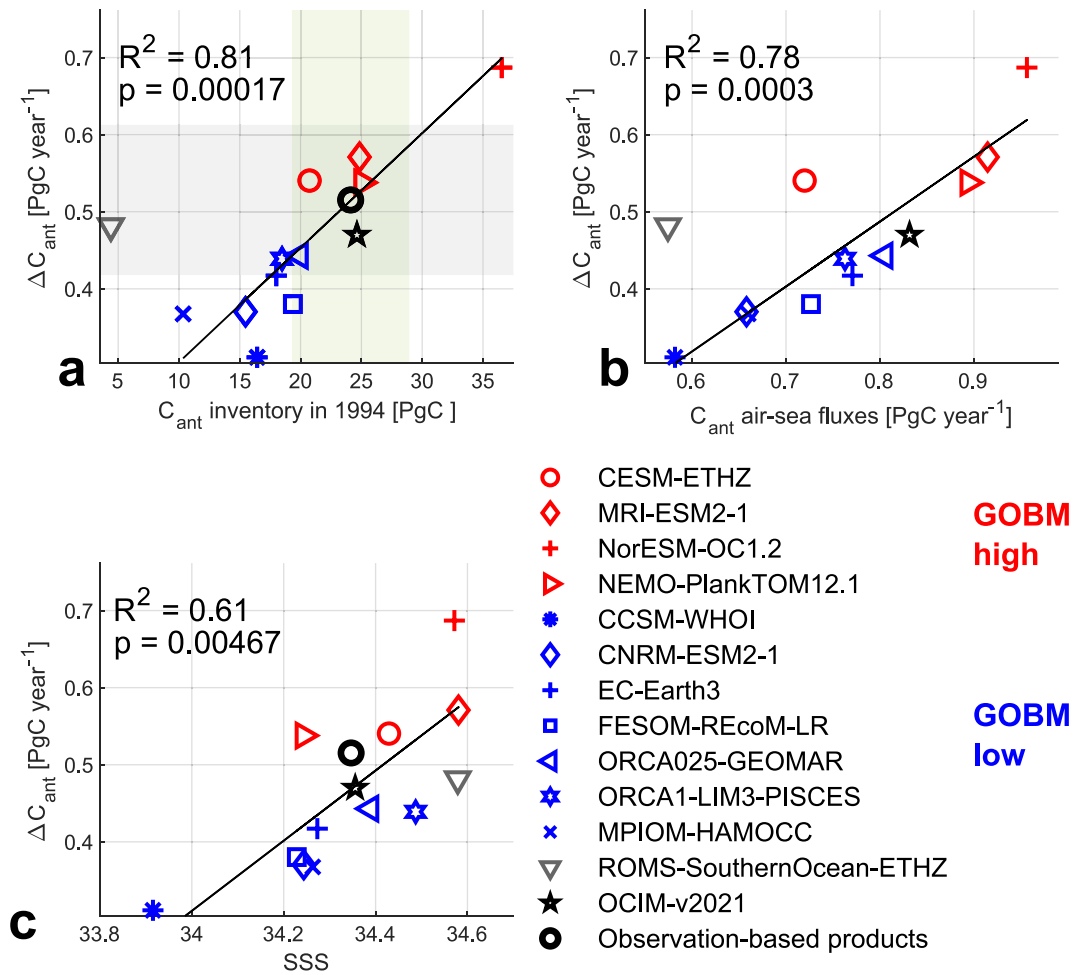 R² = 0.81
p = 0.00017
ΔC_ant [PgC year⁻¹]
0.7
0.6
0.5
0.4
5 10 15 20 25 30 35
C_ant inventory in 1994 [PgC ]
a
R² = 0.78
p = 0.0003
ΔC_ant [PgC year⁻¹]
0.7
0.6
0.5
0.4
0.6 0.7 0.8 0.9
C_ant air-sea fluxes [PgC year⁻¹]
b
R² = 0.61
p = 0.00467
ΔC_ant [PgC year⁻¹]
0.7
0.6
0.5
0.4
33.8 34 34.2 34.4 34.6
SSS
c
CESM-ETHZ
MRI-ESM2-1
NorESM-OC1.2
NEMO-PlankTOM12.1
CCSM-WHOI
CNRM-ESM2-1
EC-Earth3
FESOM-REcoM-LR
ORCA025-GEOMAR
ORCA1-LIM3-PISCES
MPIOM-HAMOCC
ROMS-SouthernOcean-ETHZ
OCIM-v2021
Observation-based products
GOBM
high
GOBM
low